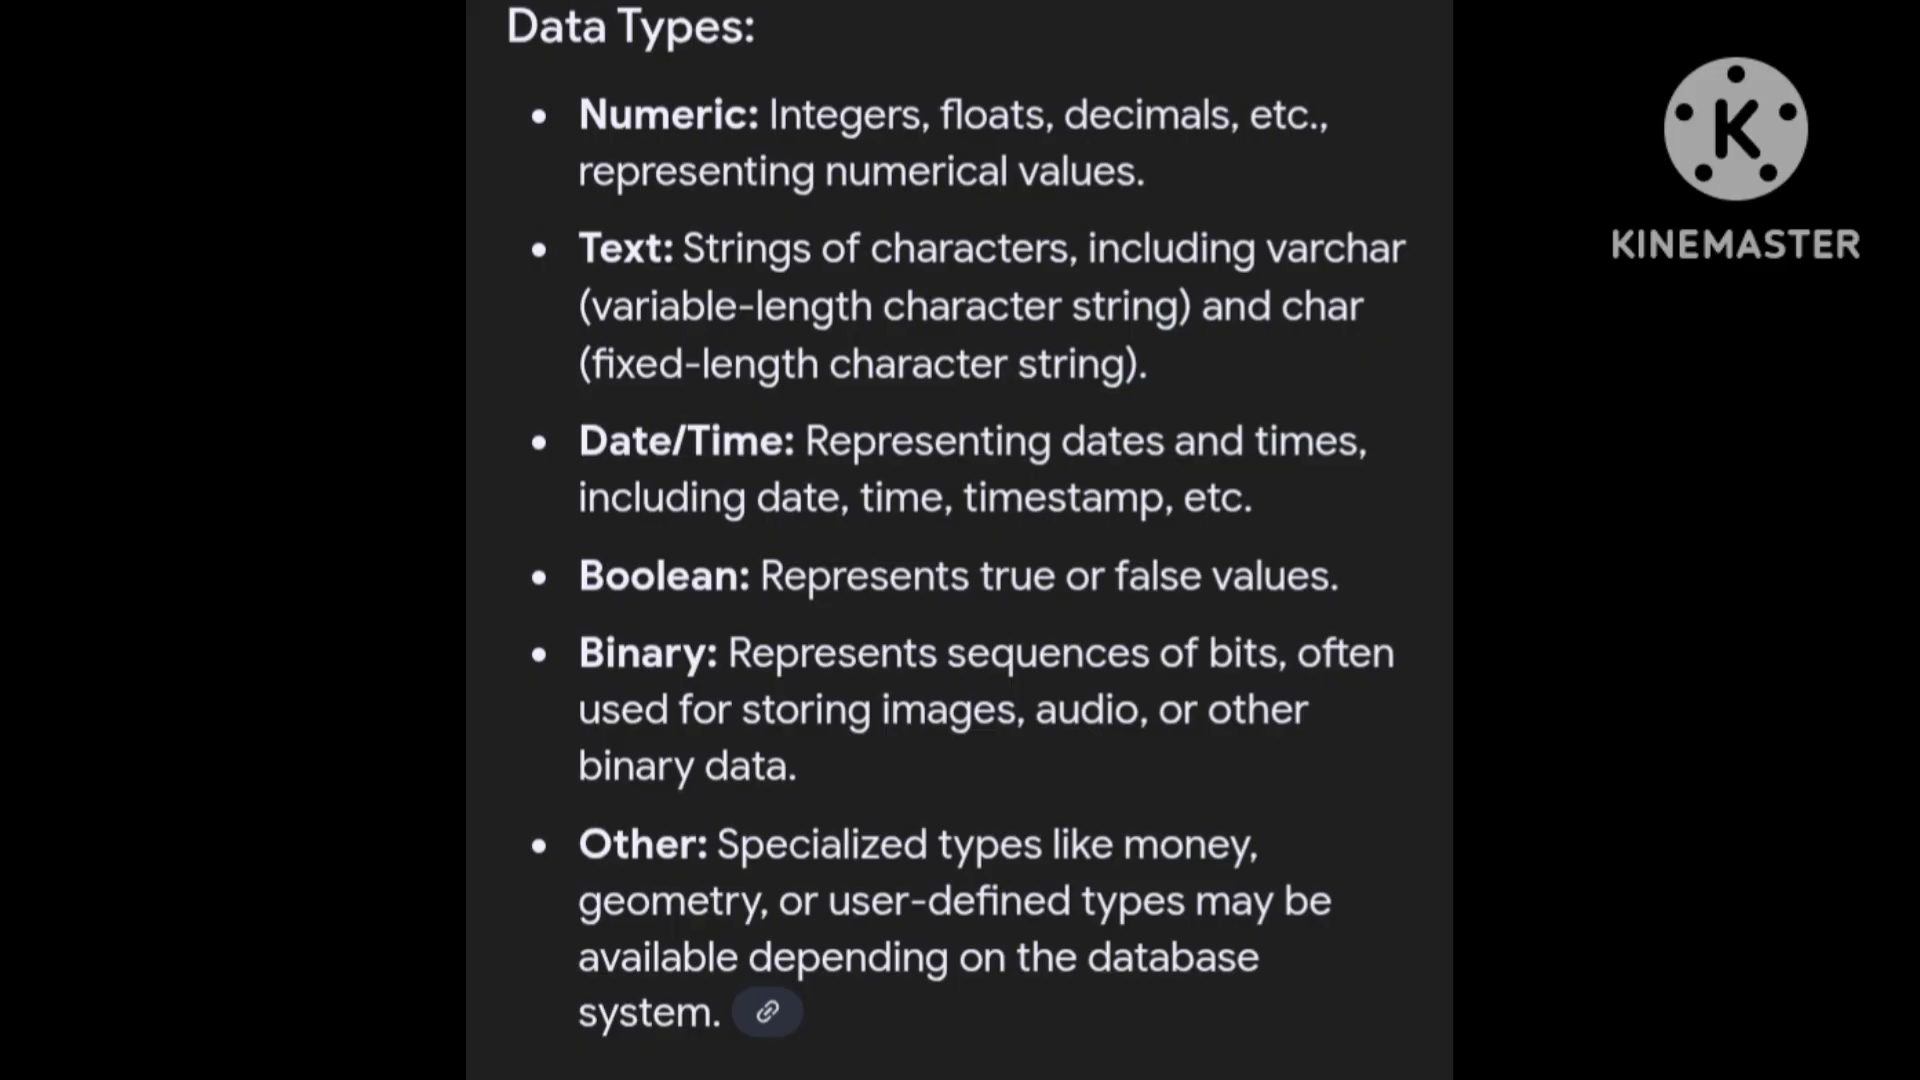 Data Types:
• Numeric: Integers, floats, decimals, etc.,
representing numerical values.
• Text: Strings of characters, including varchar
(variable-length character string) and char
(fixed-length character string).
• Date/Time: Representing dates and times,
including date, time, timestamp, etc.
• Boolean: Represents true or false values.
• Binary: Represents sequences of bits, often
used for storing images, audio, or other
binary data.
• Other: Specialized types like money,
geometry, or user-defined types may be
available depending on the database
system.
K
KINEMASTER